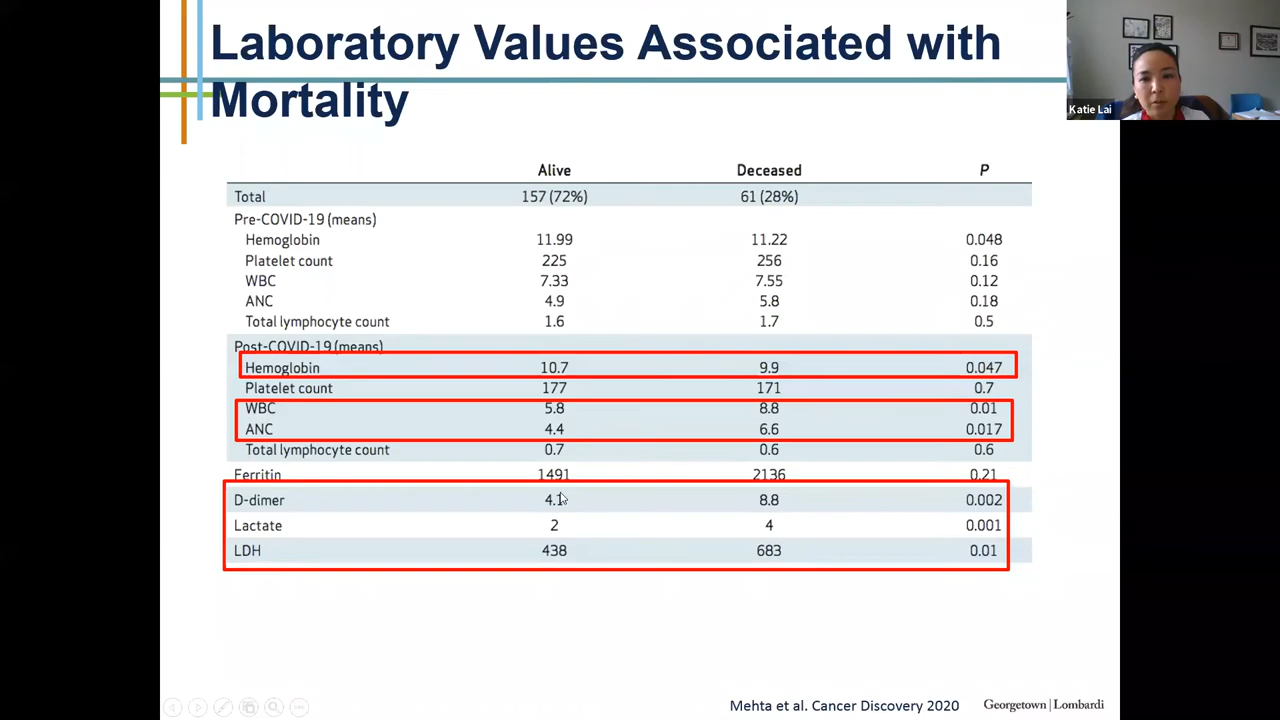 Laboratory Values Associated with
Mortality
Katie Lai
Alive Deceased P
Total 157 (72%) 61 (28%)
Pre-COVID-19 (means)
Hemoglobin 11.99 11.22 0.048
Platelet count 225 256 0.16
WBC 7.33 7.55 0.12
ANC 4.9 5.8 0.18
Total lymphocyte count 1.6 1.7 0.5
Post-COVID-19 (means)
Hemoglobin 10.7 9.9 0.047
Platelet count 177 171 0.7
WBC 5.8 8.8 0.01
ANC 4.4 6.6 0.017
Total lymphocyte count 0.7 0.6 0.6
Ferritin 1491 2136 0.21
D-dimer 4.1 8.8 0.002
Lactate 2 4 0.001
LDH 438 683 0.01
Mehta et al. Cancer Discovery 2020
Georgetown | Lombardi